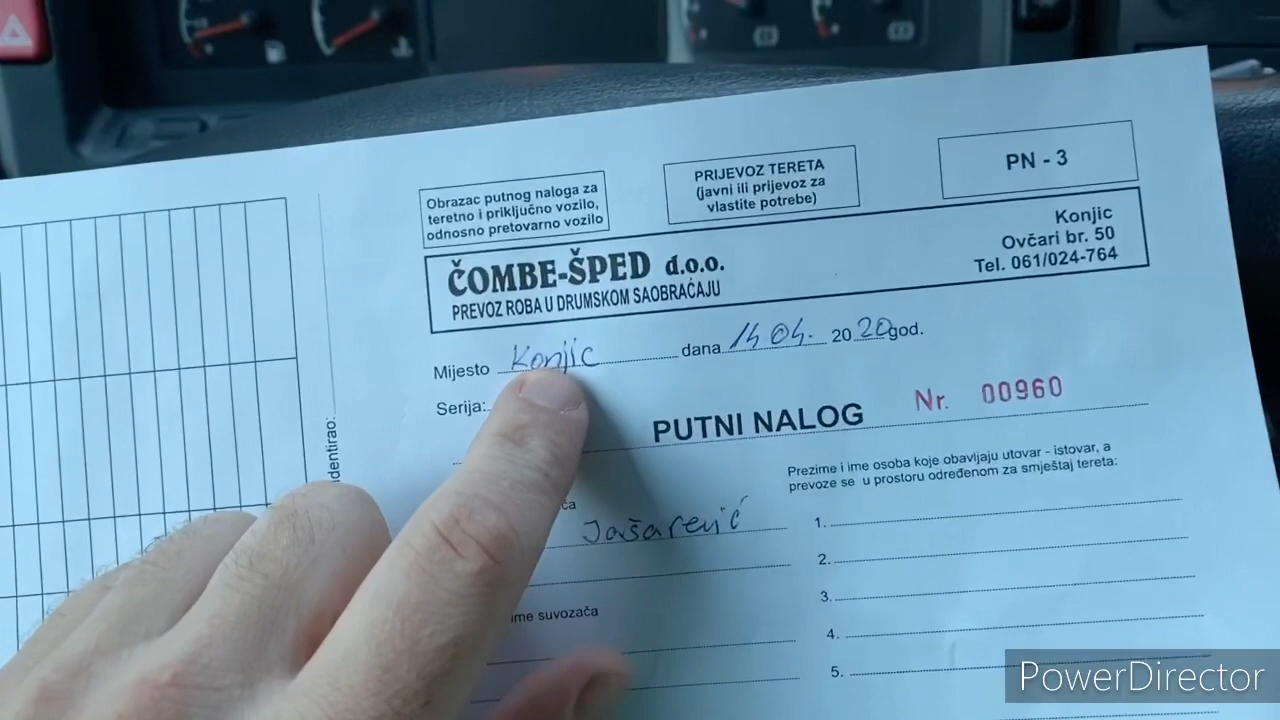 Obrazac putnog naloga za
teretno i priključno vozilo,
odnosno pretovarno vozilo
PRIJEVOZ TERETA
(javni ili prijevoz za
vlastite potrebe)
PN - 3
ČOMBE-ŠPED d.o.o.
PREVOZ ROBA U DRUMSKOM SAOBRAĆAJU
Konjic
Ovčari br. 50
Tel. 061/024-764
Mijesto Konjic dana 14 04. 2020 god.
Serija:
PUTNI NALOG Nr. 00960
Prezime i ime osoba koje obavljaju utovar - istovar, a
prevoze se u prostoru određenom za smještaj tereta:
Jašarević
ime suvozača
1.
2.
3.
4.
5.
PowerDirector